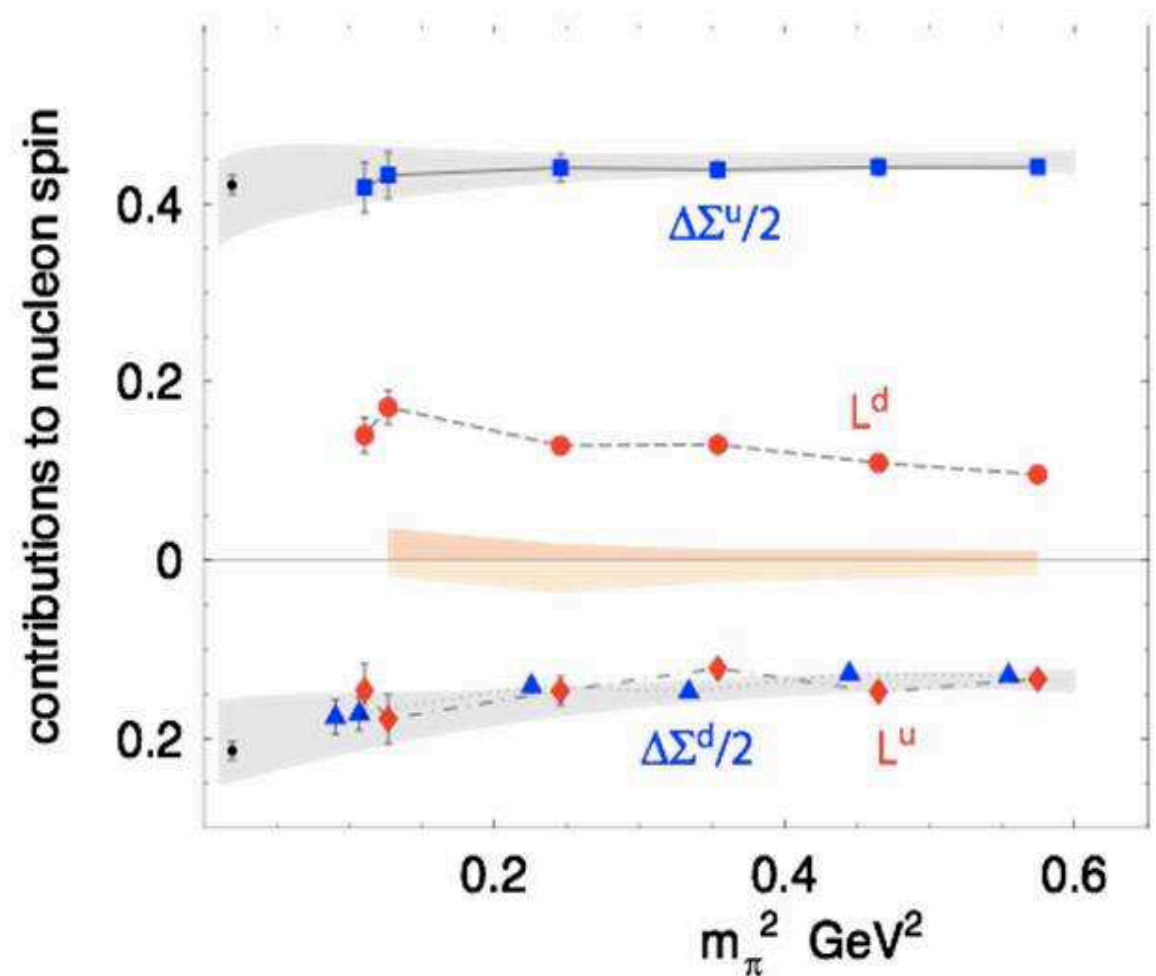 contributions to nucleon spin
0.4
0.2
0
0.2
ΔΣᵘ/2
Lᵈ
ΔΣᵈ/2
Lᵘ
0.2 0.4 0.6
mπ² GeV²